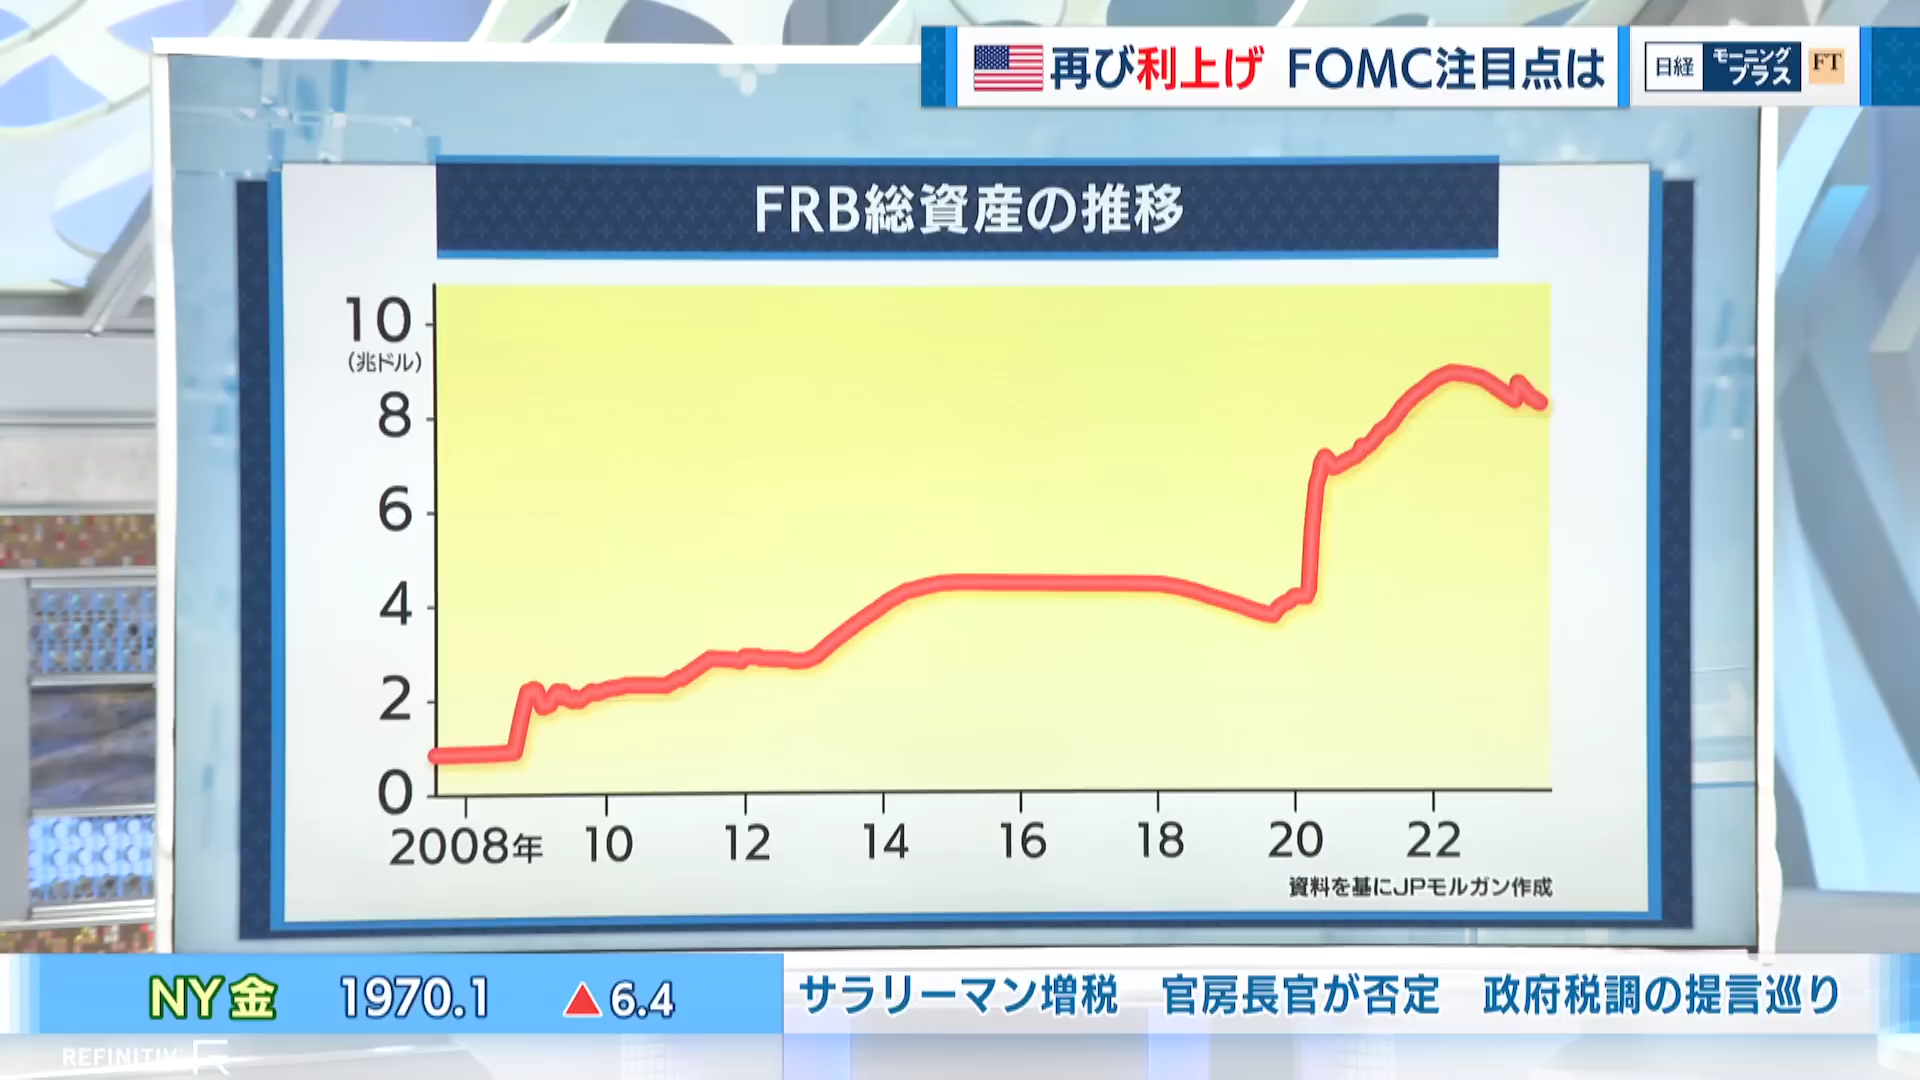 再び利上げ FOMC注目点は
日経
モーニング
プラス
FT
FRB総資産の推移
10
(兆ドル)
8
6
4
2
0
2008年 10 12 14 16 18 20 22
資料を基にJPモルガン作成
NY金 1970.1 ▲6.4
サラリーマン増税 官房長官が否定 政府税調の提言巡り
REFINITIV